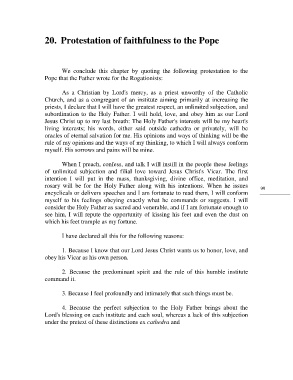 20. Protestation of faithfulness to the Pope
We conclude this chapter by quoting the following protestation to the
Pope that the Father wrote for the Rogationists:
As a Christian by Lord's mercy, as a priest unworthy of the Catholic
Church, and as a congregant of an institute aiming primarily at increasing the
priests, I declare that I will have the greatest respect, an unlimited subjection, and
subordination to the Holy Father. I will hold, love, and obey him as our Lord
Jesus Christ up to my last breath: The Holy Father's interests will be my heart's
living interests; his words, either said outside cathedra or privately, will be
oracles of eternal salvation for me. His opinions and ways of thinking will be the
rule of my opinions and the ways of my thinking, to which I will always conform
myself. His sorrows and pains will be mine.
When I preach, confess, and talk I will instill in the people these feelings
of unlimited subjection and filial love toward Jesus Christ's Vicar. The first
intention I will put in the mass, thanksgiving, divine office, meditation, and
rosary will be for the Holy Father along with his intentions. When he issues
encyclicals or delivers speeches and I am fortunate to read them, I will conform
myself to his feelings obeying exactly what he commands or suggests. I will
consider the Holy Father as sacred and venerable, and if I am fortunate enough to
see him, I will repute the opportunity of kissing his feet and even the dust on
which his feet trample as my fortune.
I have declared all this for the following reasons:
1. Because I know that our Lord Jesus Christ wants us to honor, love, and
obey his Vicar as his own person.
2. Because the predominant spirit and the rule of this humble institute
command it.
3. Because I feel profoundly and intimately that such things must be.
4. Because the perfect subjection to the Holy Father brings about the
Lord's blessing on each institute and each soul, whereas a lack of this subjection
under the pretext of these distinctions ex cathedra and